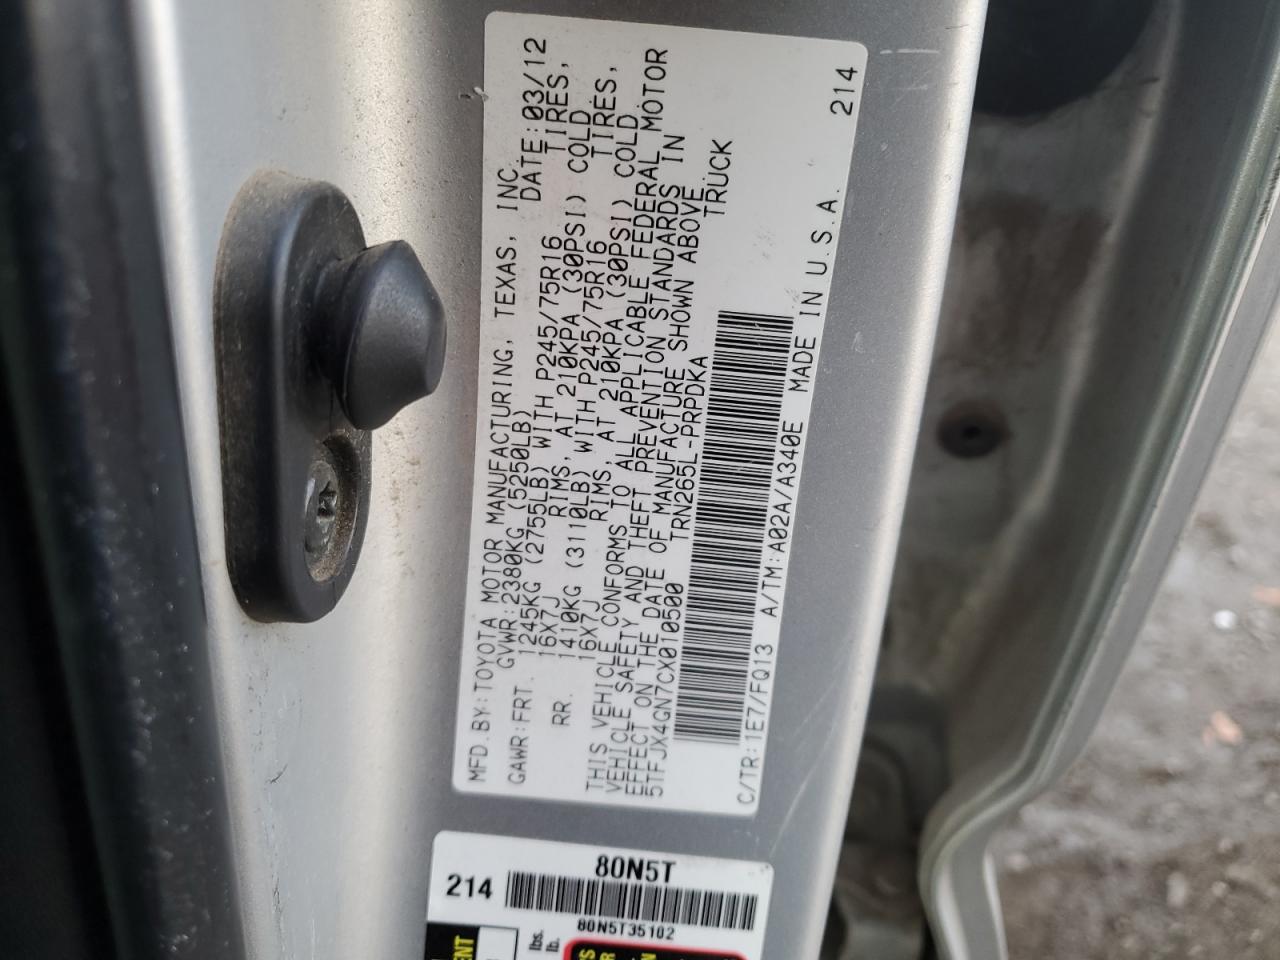 MFD. BY: TOYOTA MOTOR MANUFACTURING, TEXAS, INC.
GVWR: 2380KG (5250LB) DATE: 03/12
GAWR: FRT. 1245KG (2755LB) WITH P245/75R16 TIRES,
16X7J RIMS, AT 210KPA (30PSI) COLD
RR. 1410KG (3110LB) WITH P245/75R16 TIRES,
16X7J RIMS, AT 210KPA (30PSI) COLD
THIS VEHICLE CONFORMS TO ALL APPLICABLE FEDERAL MOTOR
VEHICLE SAFETY AND THEFT PREVENTION STANDARDS IN
EFFECT ON THE DATE OF MANUFACTURE SHOWN ABOVE.
5TFJX4GN7CX010500 TRN265L-PRPDKA TRUCK
C/TR: 1E7/FQ13 A/TM: A02A/A340E MADE IN U.S.A. 214
80N5T
214
80N5T35102
lbs.
lb.